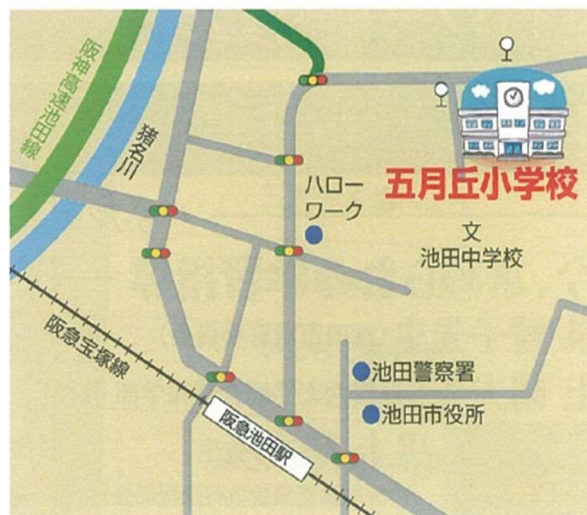 阪神高速池田線
猪名川
ハロー
ワーク
五月丘小学校
文
池田中学校
阪急宝塚線
池田警察署
池田市役所
阪急池田駅